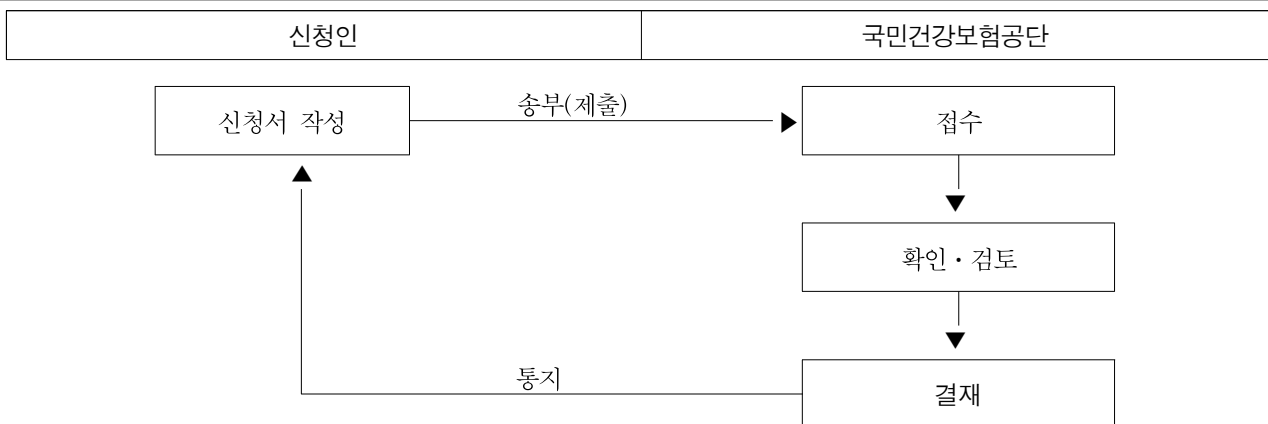 신청인
국민건강보험공단
신청서 작성
송부(제출)
접수
확인·검토
통지
결재